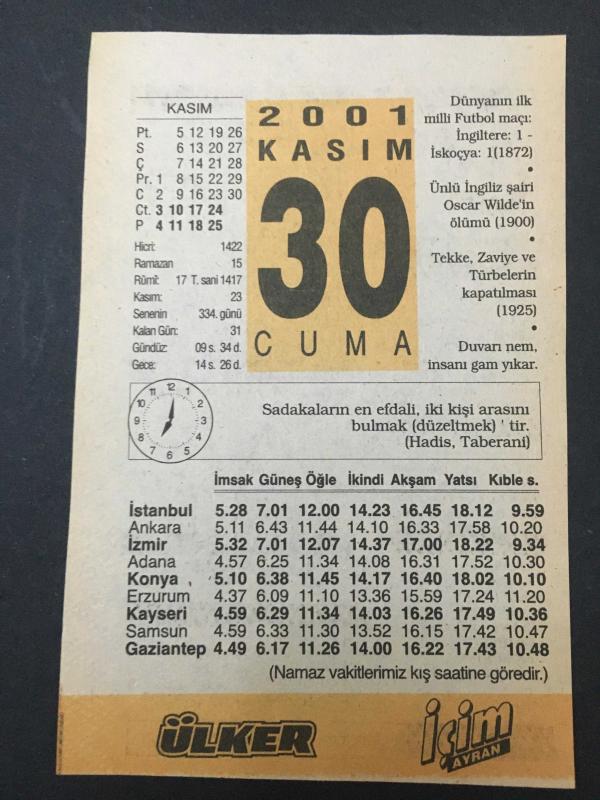 KASIM
Pt. 5 12 19 26
S 6 13 20 27
Ç 7 14 21 28
Pr. 1 8 15 22 29
C 2 9 16 23 30
Ct. 3 10 17 24
P 4 11 18 25
Hicri: 1422
Ramazan 15
Rûmî: 17 T. sani 1417
Kasım: 23
Senenin 334. günü
Kalan Gün: 31
Gündüz: 09 s. 34 d.
Gece: 14 s. 26 d.
2001
KASIM
30
CUMA
Dünyanın ilk
milli Futbol maçı:
İngiltere: 1 -
İskoçya: 1(1872)
•
Ünlü İngiliz şairi
Oscar Wilde'in
ölümü (1900)
•
Tekke, Zaviye ve
Türbelerin
kapatılması
(1925)
•
Duvarı nem,
insanı gam yıkar.
12 1 2 3 4 5 6 7 8 9 10 11
Sadakaların en efdali, iki kişi arasını
bulmak (düzeltmek) ' tir.
(Hadis, Taberani)
İmsak Güneş Öğle İkindi Akşam Yatsı Kıble s.
İstanbul 5.28 7.01 12.00 14.23 16.45 18.12 9.59
Ankara 5.11 6.43 11.44 14.10 16.33 17.58 10.20
İzmir 5.32 7.01 12.07 14.37 17.00 18.22 9.34
Adana 4.57 6.25 11.34 14.08 16.31 17.52 10.30
Konya 5.10 6.38 11.45 14.17 16.40 18.02 10.10
Erzurum 4.37 6.09 11.10 13.36 15.59 17.24 11.20
Kayseri 4.59 6.29 11.34 14.03 16.26 17.49 10.36
Samsun 4.59 6.33 11.30 13.52 16.15 17.42 10.47
Gaziantep 4.49 6.17 11.26 14.00 16.22 17.43 10.48
(Namaz vakitlerimiz kış saatine göredir.)
ÜLKER
İçim
AYRAN